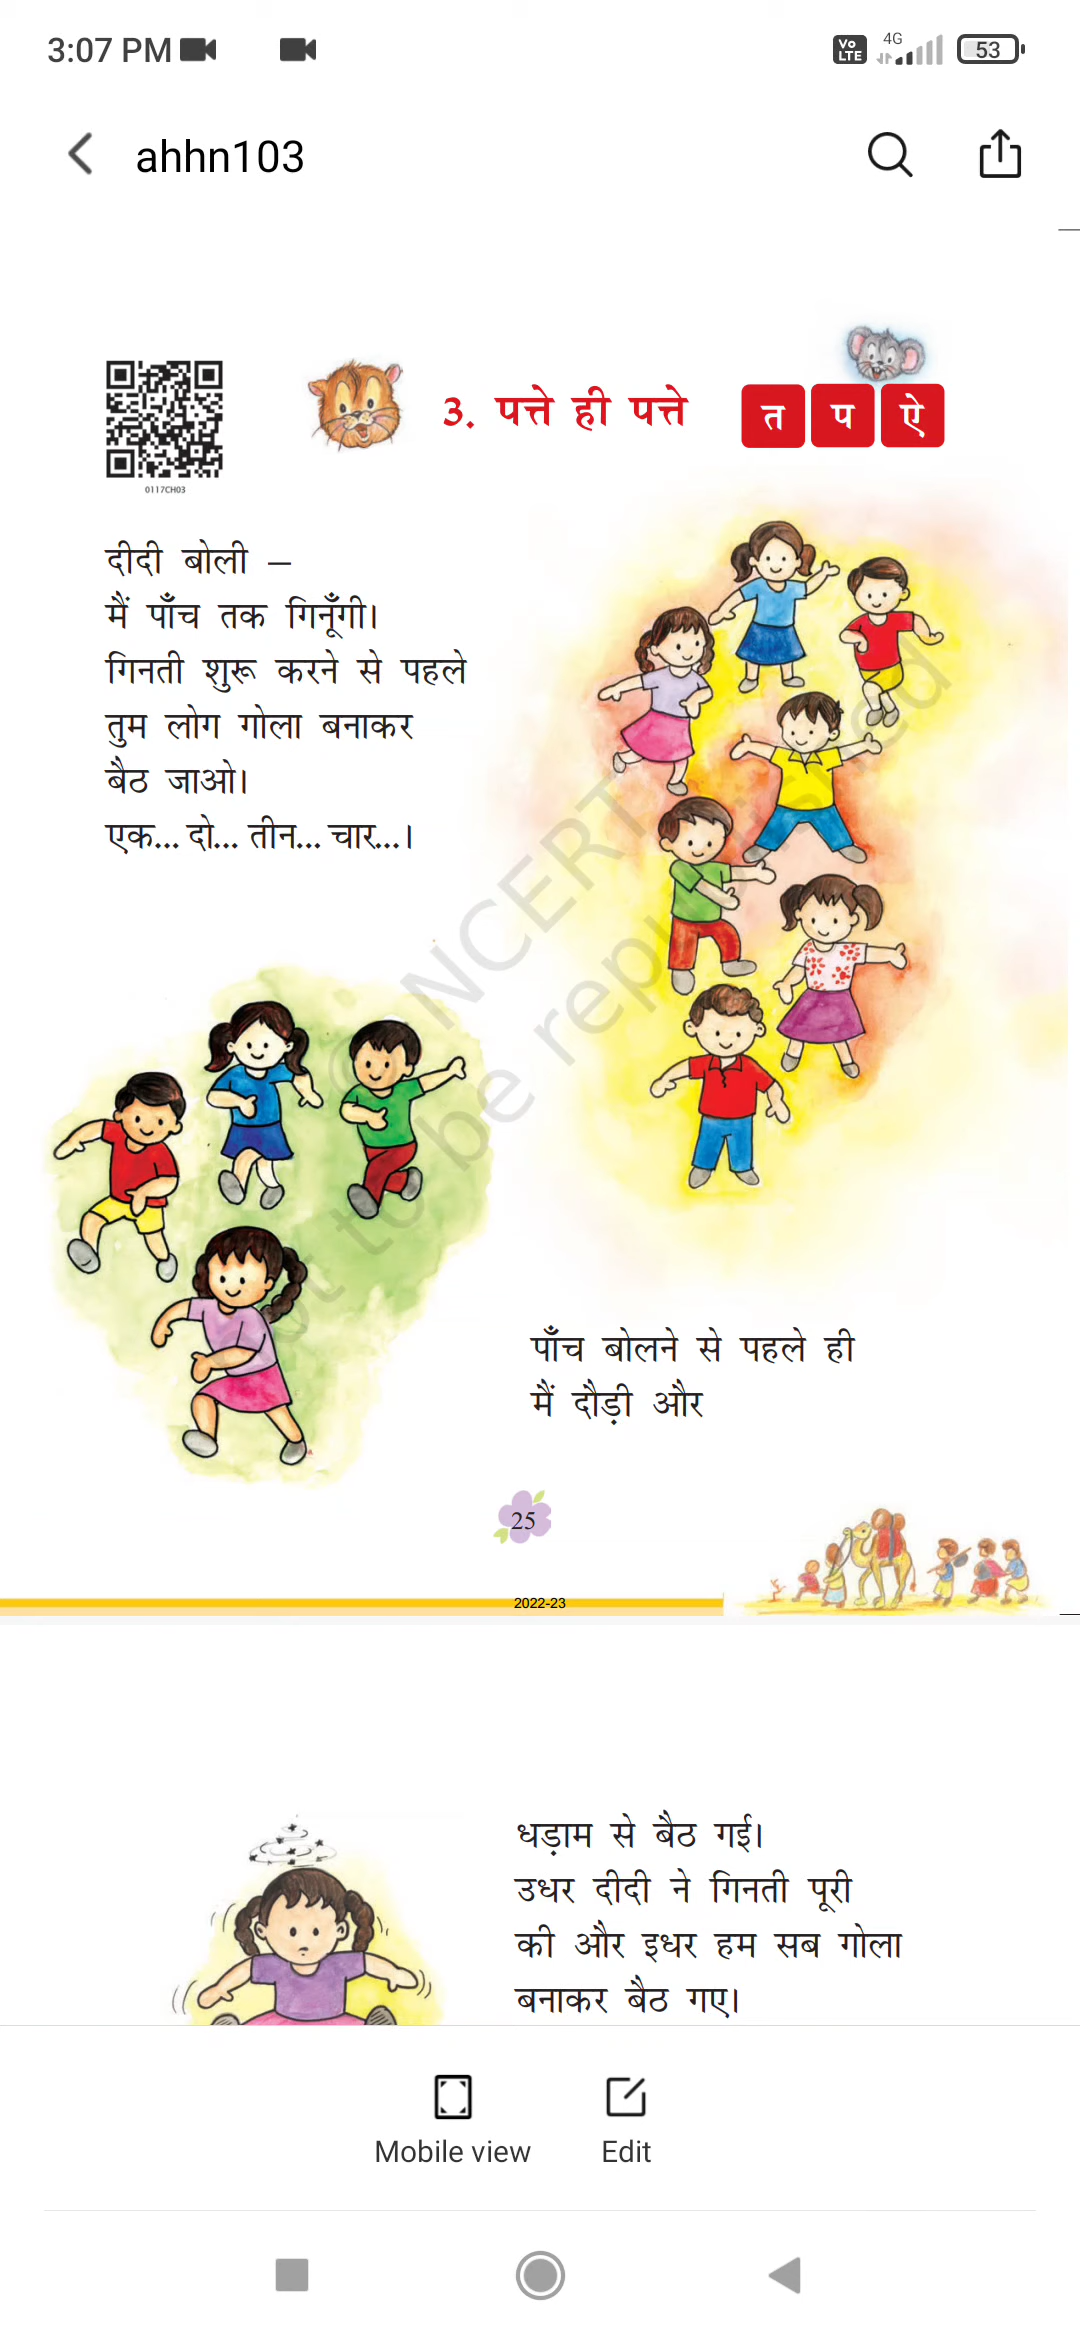 3:07 PM
4G
Vo LTE
53
ahhn103
0117CH03
3. पत्ते ही पत्ते
त प ऐ
दीदी बोली –
मैं पाँच तक गिनूँगी।
गिनती शुरू करने से पहले
तुम लोग गोला बनाकर
बैठ जाओ।
एक... दो... तीन... चार...।
© NCERT
not to be republished
पाँच बोलने से पहले ही
मैं दौड़ी और
25
2022-23
धड़ाम से बैठ गई।
उधर दीदी ने गिनती पूरी
की और इधर हम सब गोला
बनाकर बैठ गए।
Mobile view
Edit